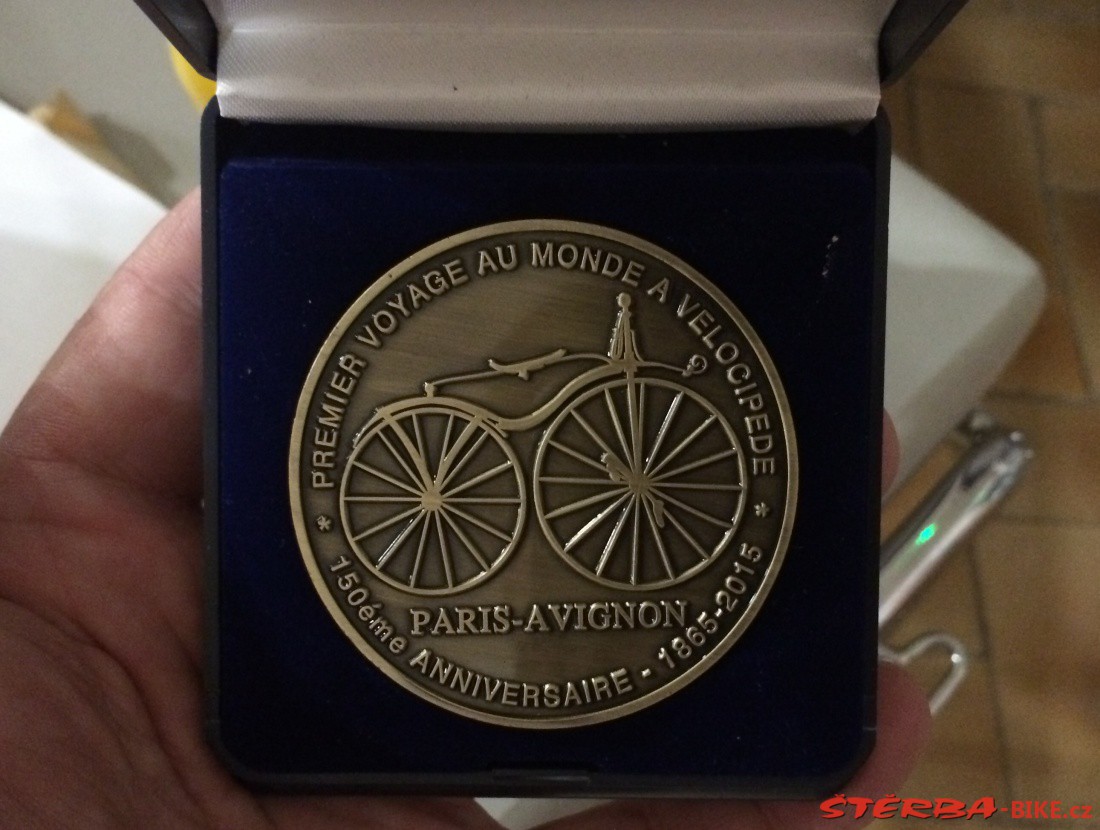 * PREMIER VOYAGE AU MONDE A VELOCIPEDE *
PARIS-AVIGNON
150éme ANNIVERSAIRE - 1865-2015
ŠTĚRBA-BIKE.cz